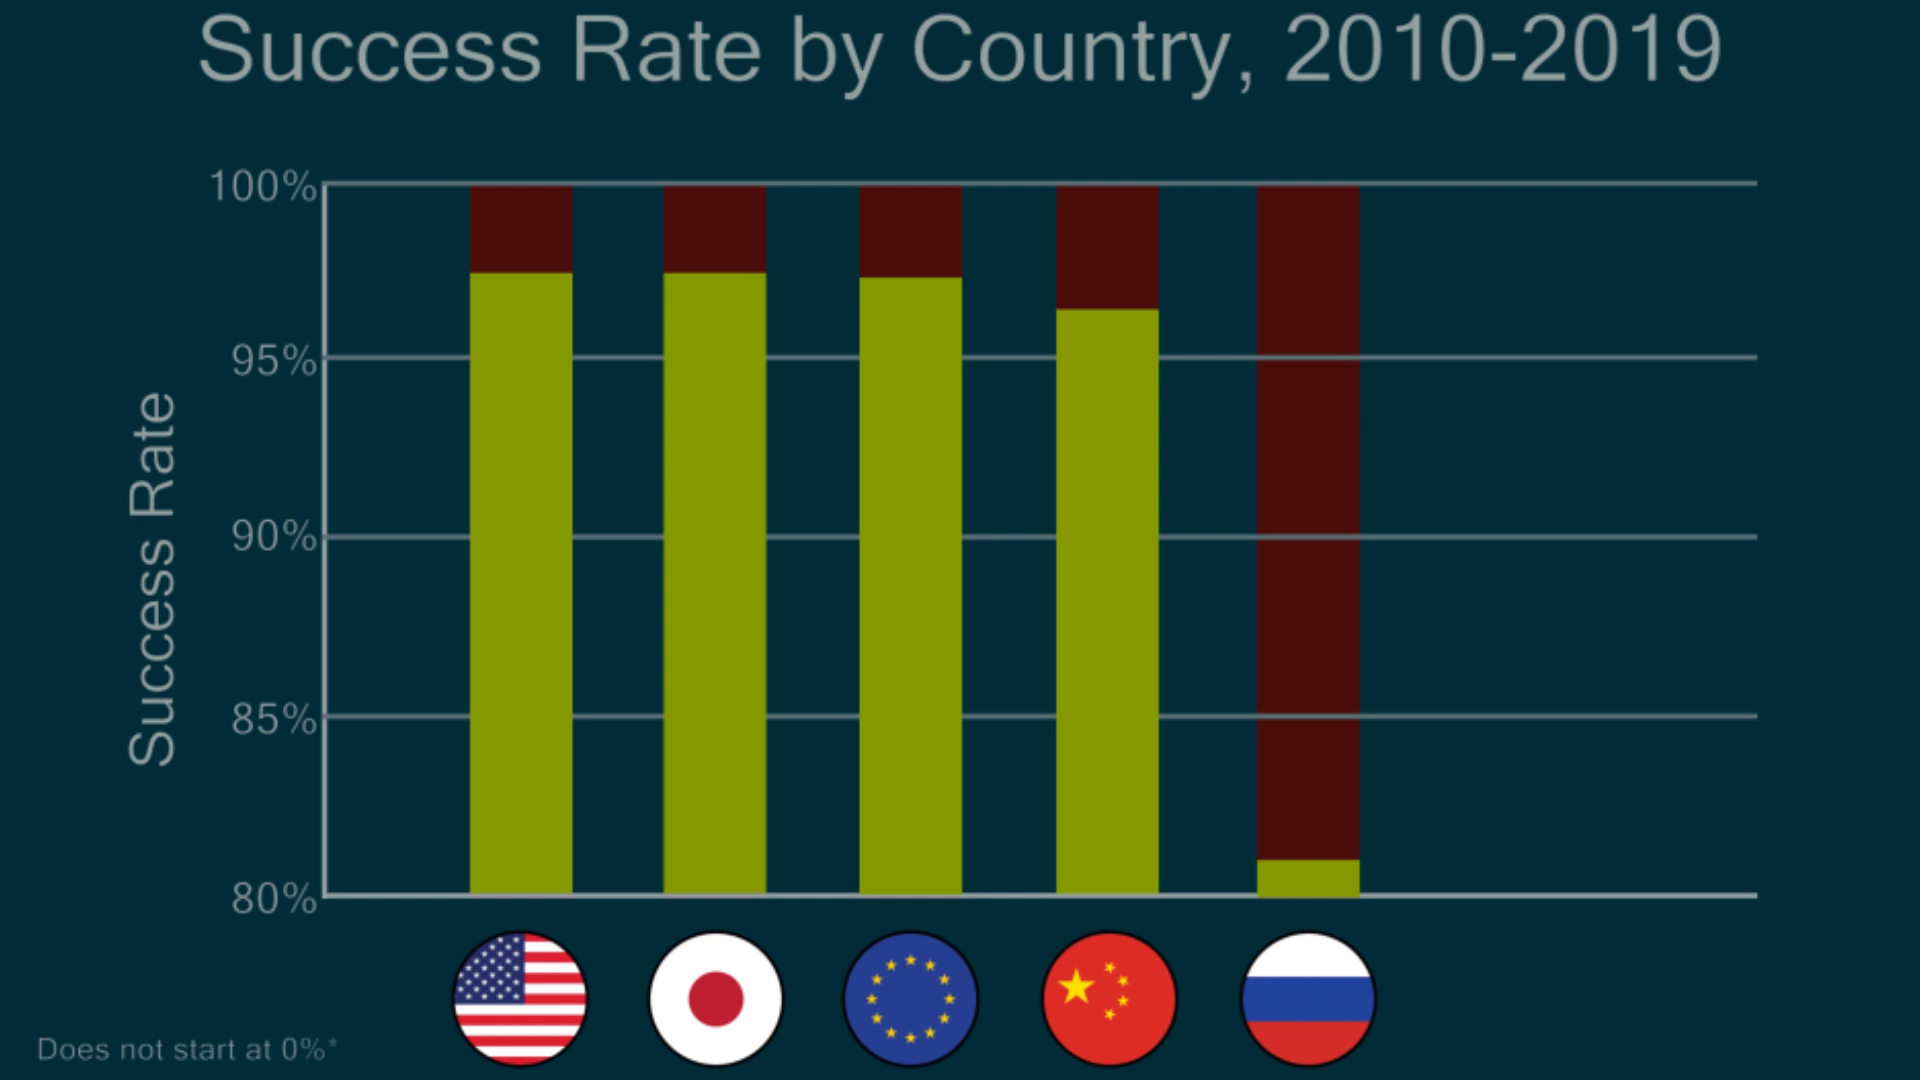 Success Rate by Country, 2010-2019
100%
95%
90%
85%
80%
Success Rate
Does not start at 0%*